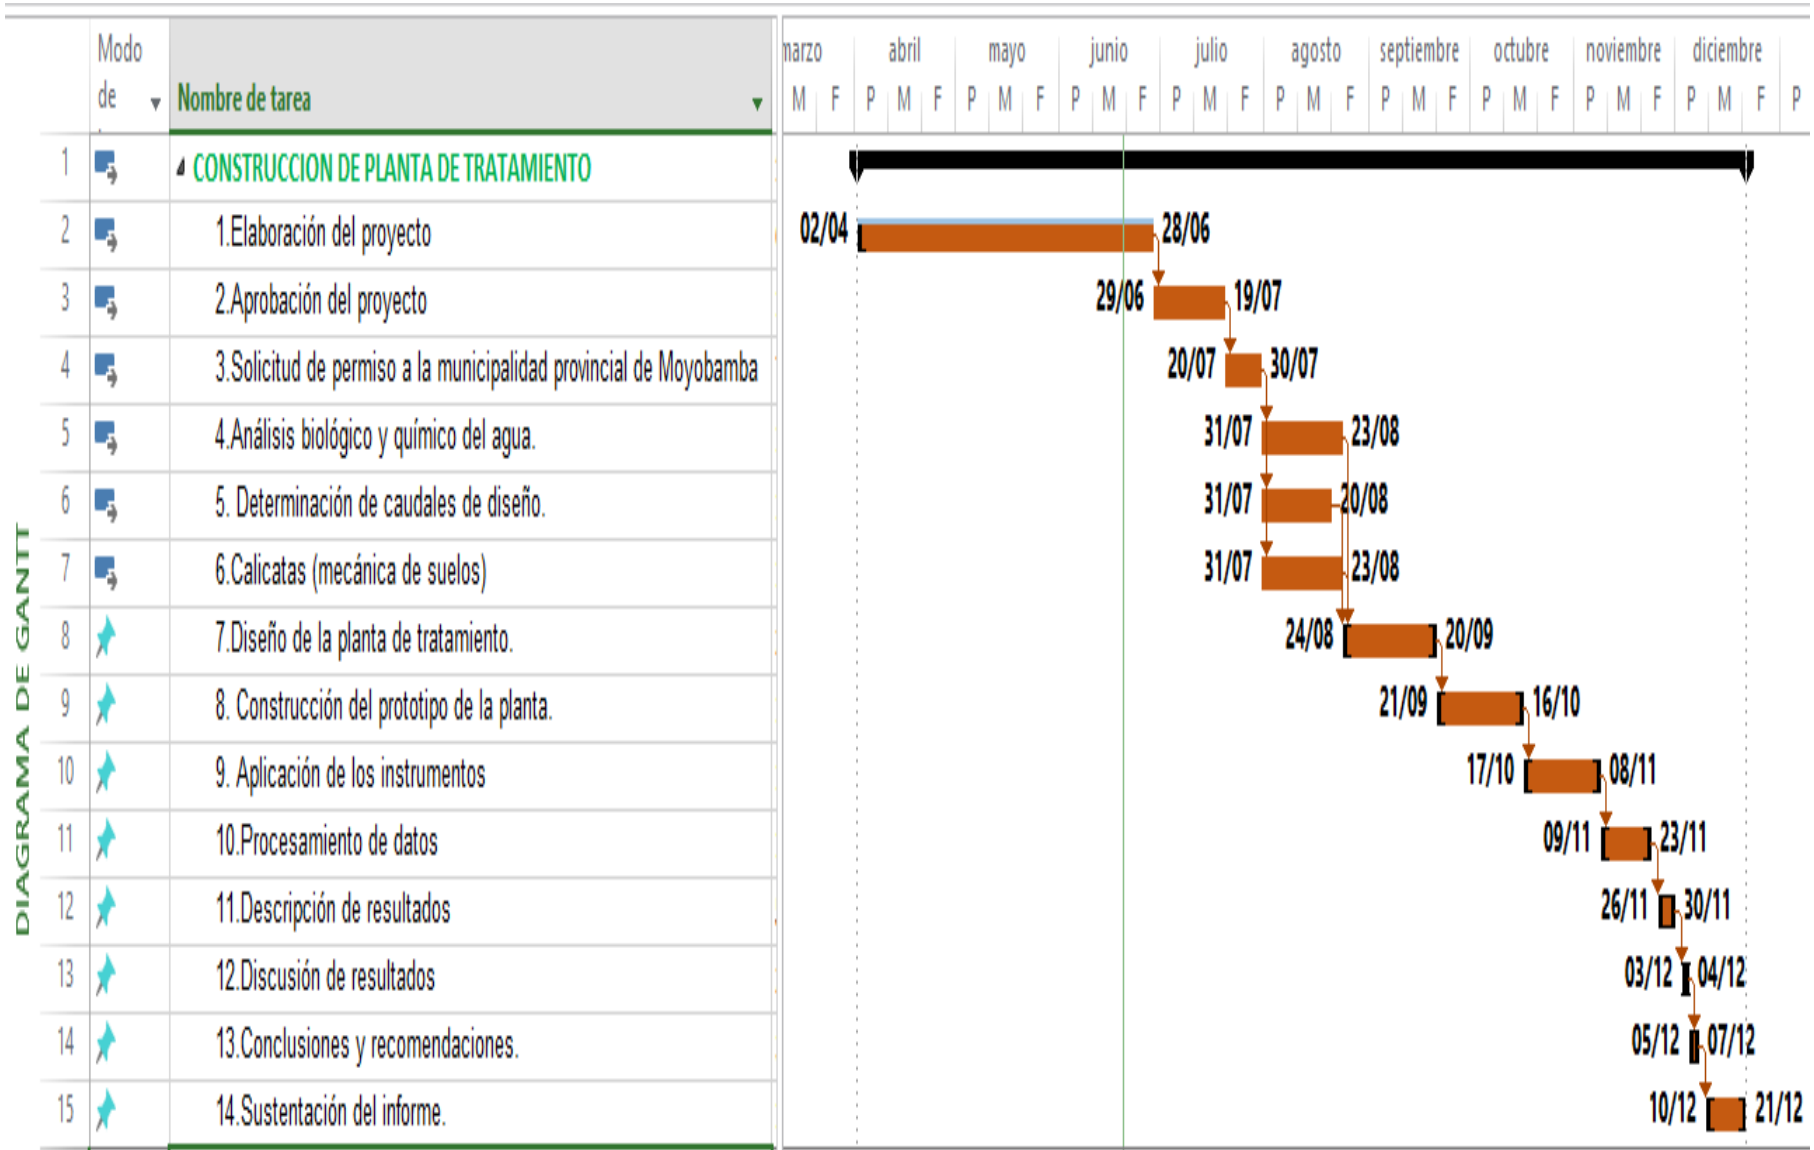 DIAGRAMA DE GANTT
Modo
de
Nombre de tarea
marzo abril mayo junio julio agosto septiembre octubre noviembre diciembre
M F P M F P M F P M F P M F P M F P M F P M F P M F P M F P
1 CONSTRUCCION DE PLANTA DE TRATAMIENTO
2 1.Elaboración del proyecto 02/04 28/06
3 2.Aprobación del proyecto 29/06 19/07
4 3.Solicitud de permiso a la municipalidad provincial de Moyobamba 20/07 30/07
5 4.Análisis biológico y químico del agua. 31/07 23/08
6 5. Determinación de caudales de diseño. 31/07 20/08
7 6.Calicatas (mecánica de suelos) 31/07 23/08
8 7.Diseño de la planta de tratamiento. 24/08 20/09
9 8. Construcción del prototipo de la planta. 21/09 16/10
10 9. Aplicación de los instrumentos 17/10 08/11
11 10.Procesamiento de datos 09/11 23/11
12 11.Descripción de resultados 26/11 30/11
13 12.Discusión de resultados 03/12 04/12
14 13.Conclusiones y recomendaciones. 05/12 07/12
15 14.Sustentación del informe. 10/12 21/12